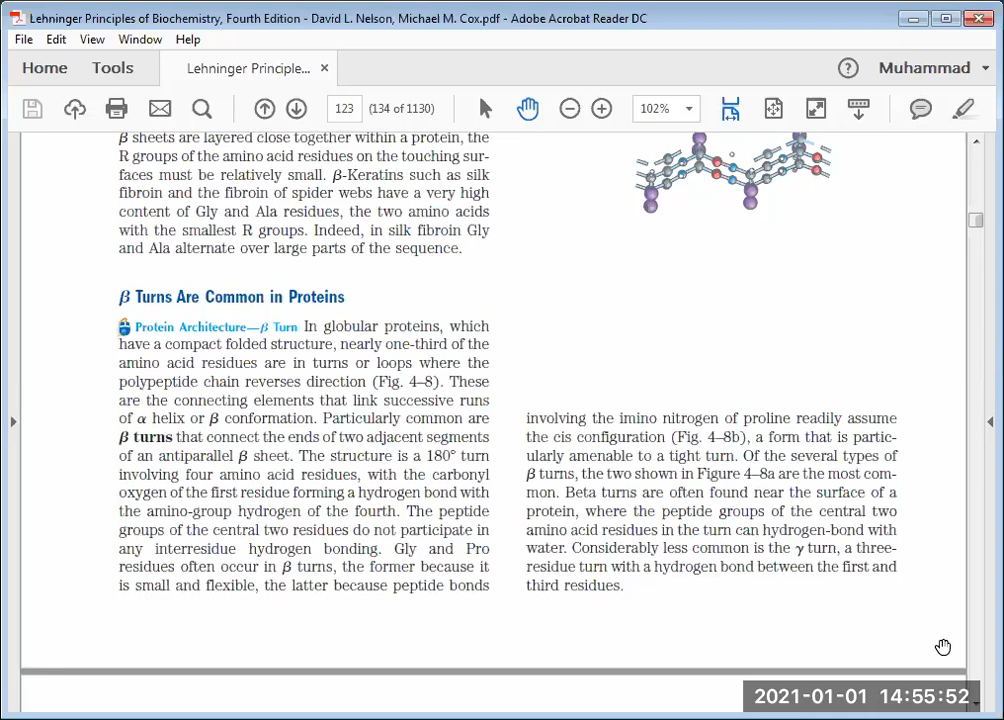 Lehninger Principles of Biochemistry, Fourth Edition - David L. Nelson, Michael M. Cox.pdf - Adobe Acrobat Reader DC
File Edit View Window Help
Home Tools Lehninger Principle... × Muhammad
123 (134 of 1130) 102%
β sheets are layered close together within a protein, the
R groups of the amino acid residues on the touching sur-
faces must be relatively small. β-Keratins such as silk
fibroin and the fibroin of spider webs have a very high
content of Gly and Ala residues, the two amino acids
with the smallest R groups. Indeed, in silk fibroin Gly
and Ala alternate over large parts of the sequence.
β Turns Are Common in Proteins
Protein Architecture—β Turn In globular proteins, which
have a compact folded structure, nearly one-third of the
amino acid residues are in turns or loops where the
polypeptide chain reverses direction (Fig. 4–8). These
are the connecting elements that link successive runs
of α helix or β conformation. Particularly common are
β turns that connect the ends of two adjacent segments
of an antiparallel β sheet. The structure is a 180° turn
involving four amino acid residues, with the carbonyl
oxygen of the first residue forming a hydrogen bond with
the amino-group hydrogen of the fourth. The peptide
groups of the central two residues do not participate in
any interresidue hydrogen bonding. Gly and Pro
residues often occur in β turns, the former because it
is small and flexible, the latter because peptide bonds
involving the imino nitrogen of proline readily assume
the cis configuration (Fig. 4–8b), a form that is partic-
ularly amenable to a tight turn. Of the several types of
β turns, the two shown in Figure 4–8a are the most com-
mon. Beta turns are often found near the surface of a
protein, where the peptide groups of the central two
amino acid residues in the turn can hydrogen-bond with
water. Considerably less common is the γ turn, a three-
residue turn with a hydrogen bond between the first and
third residues.
2021-01-01 14:55:52